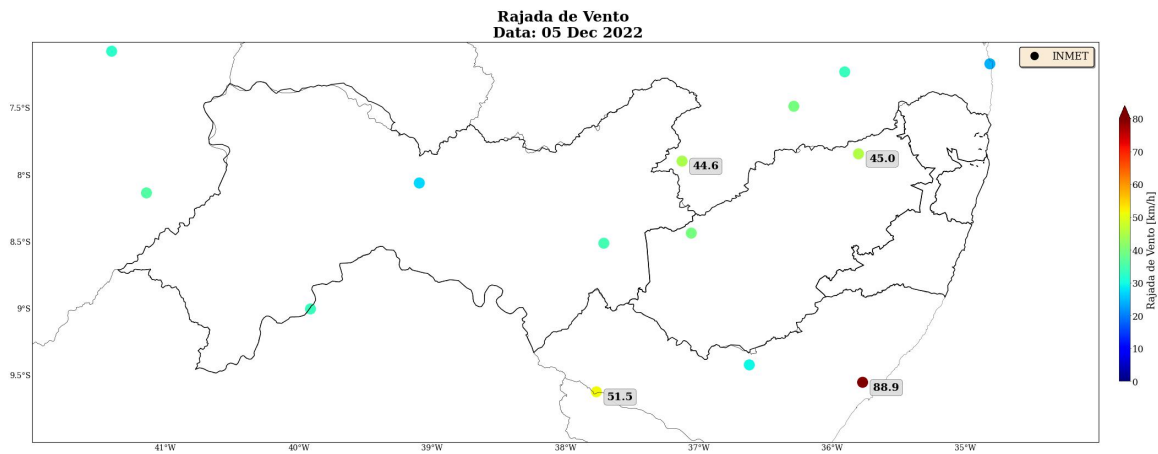 Rajada de Vento
Data: 05 Dec 2022
INMET
7.5°S
8°S
8.5°S
9°S
9.5°S
44.6
45.0
51.5
88.9
41°W
40°W
39°W
38°W
37°W
36°W
35°W
80
70
60
50
40
30
20
10
0
Rajada de Vento [km/h]